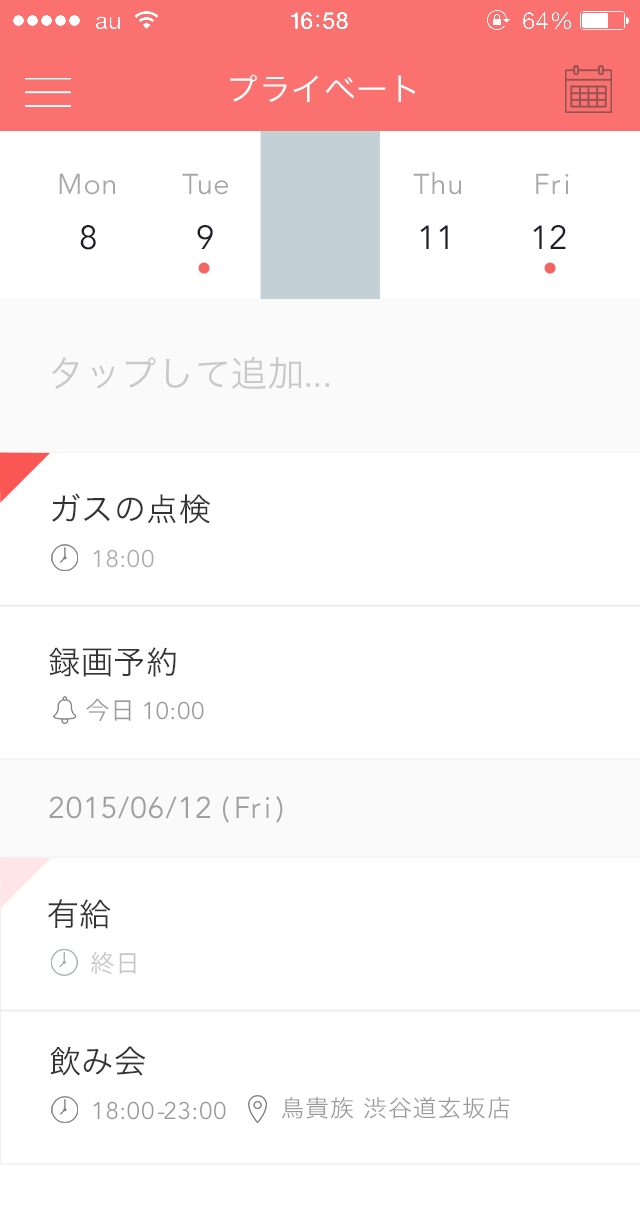 au 16:58 64%
プライベート
Mon Tue Thu Fri
8 9 11 12
タップして追加...
ガスの点検
18:00
録画予約
今日 10:00
2015/06/12 (Fri)
有給
終日
飲み会
18:00-23:00 鳥貴族 渋谷道玄坂店